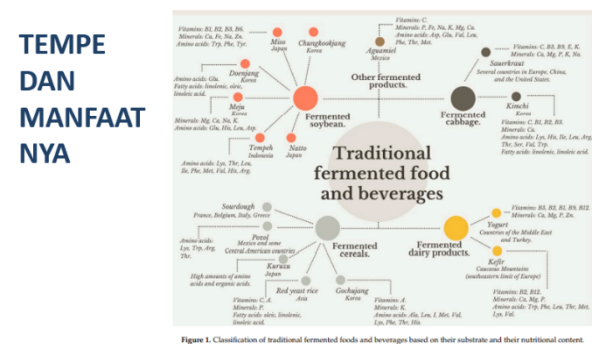 TEMPE
DAN
MANFAAT
NYA
Vitamins: B1, B2, B3, B6.
Minerals: Ca, Fe, Na, Zn.
Amino acids: Trp, Phe, Tyr.
Miso
Japan
Chungkookjang
Korea
Vitamins: C.
Minerals: P, Fe, Na, K, Mg, Ca.
Amino acids: Asp, Glu, Val, Leu,
Phe, Thr, Met.
Aguamiel
Mexico
Other fermented
products.
Vitamins: C, B3, B9, E, K.
Minerals: Ca, Mg, P, K, Na.
Sauerkraut
Several countries in Europe, China,
and the United States.
Amino acids: Glu.
Fatty acids: linolenic, oleic,
linoleic acid.
Doenjang
Korea
Meju
Korea
Minerals: Mg, Ca, Na, K.
Amino acids: Glu, His, Leu, Asp.
Fermented
soybean.
Fermented
cabbage.
Kimchi
Korea
Vitamins: C, B1, B2, B3.
Minerals: Ca.
Amino acids: Lys, His, Ile, Leu, Arg,
Thr, Ser, Val, Trp.
Fatty acids: linolenic, linoleic acid.
Tempeh
Indonesia
Natto
Japan
Amino acids: Lys, Thr, Leu,
Ile, Phe, Met, Val, His, Arg.
Traditional
fermented food
and beverages
Sourdough
France, Belgium, Italy, Greece
Pozol
Mexico and some
Central American countries
Amino acids:
Lys, Trp, Arg,
Thr.
Kurozu
Japan
High amounts of amino
acids and organic acids.
Red yeast rice
Asia
Vitamins: C, A.
Minerals: P.
Fatty acids: oleic, linolenic,
linoleic acid.
Gochujang
Korea
Vitamins: A.
Minerals: K.
Amino acids: Ala, Leu, I, Met, Val,
Lys, Phe, Thr, His.
Fermented
cereals.
Fermented
dairy products.
Vitamins: B3, B2, B1, B9, B12.
Minerals: Ca, Mg, P, Zn.
Yogurt
Countries of the Middle East
and Turkey.
Kefir
Caucasus Mountains
(southeastern limit of Europe)
Vitamins: B2, B12.
Minerals: Ca, Mg, P.
Amino acids: Trp, Phe, Leu, Thr, Met,
Lys, Val.
Figure 1. Classification of traditional fermented foods and beverages based on their substrate and their nutritional content.